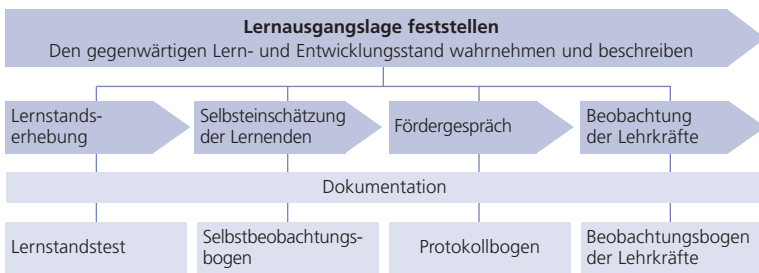 Lernausgangslage feststellen
Den gegenwärtigen Lern- und Entwicklungsstand wahrnehmen und beschreiben
Lernstands-
erhebung
Selbsteinschätzung
der Lernenden
Fördergespräch
Beobachtung
der Lehrkräfte
Dokumentation
Lernstandstest
Selbstbeobachtungs-
bogen
Protokollbogen
Beobachtungsbogen
der Lehrkräfte